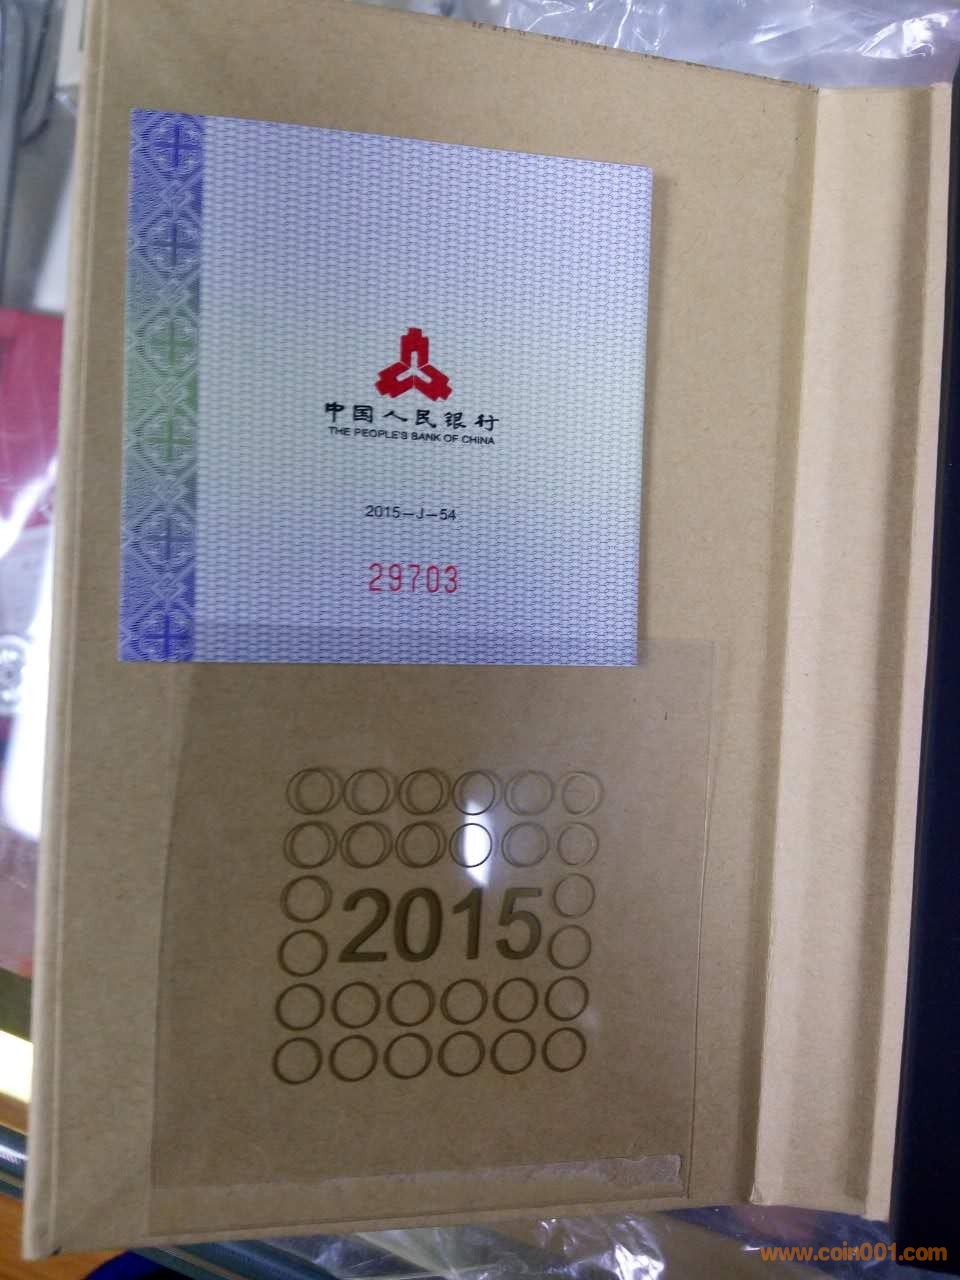 中国人民银行
THE PEOPLE'S BANK OF CHINA
2015-J-54
29703
2015
www.coin001.com